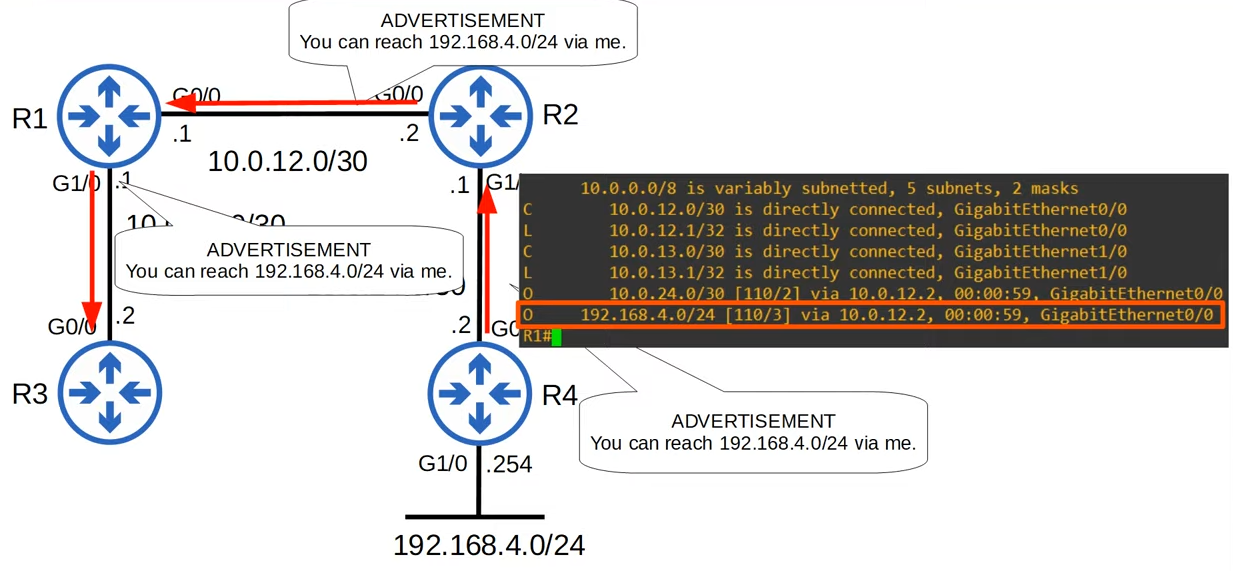 ADVERTISEMENT
You can reach 192.168.4.0/24 via me.
G0/0
G0/0
R1
R2
.1
.2
10.0.12.0/30
G1/0
.1
.1
G1/
ADVERTISEMENT
You can reach 192.168.4.0/24 via me.
10.0.0.0/8 is variably subnetted, 5 subnets, 2 masks
C 10.0.12.0/30 is directly connected, GigabitEthernet0/0
L 10.0.12.1/32 is directly connected, GigabitEthernet0/0
C 10.0.13.0/30 is directly connected, GigabitEthernet1/0
L 10.0.13.1/32 is directly connected, GigabitEthernet1/0
O 10.0.24.0/30 [110/2] via 10.0.12.2, 00:00:59, GigabitEthernet0/0
O 192.168.4.0/24 [110/3] via 10.0.12.2, 00:00:59, GigabitEthernet0/0
R1#
G0/0
.2
.2
R3
R4
ADVERTISEMENT
You can reach 192.168.4.0/24 via me.
G1/0
.254
192.168.4.0/24